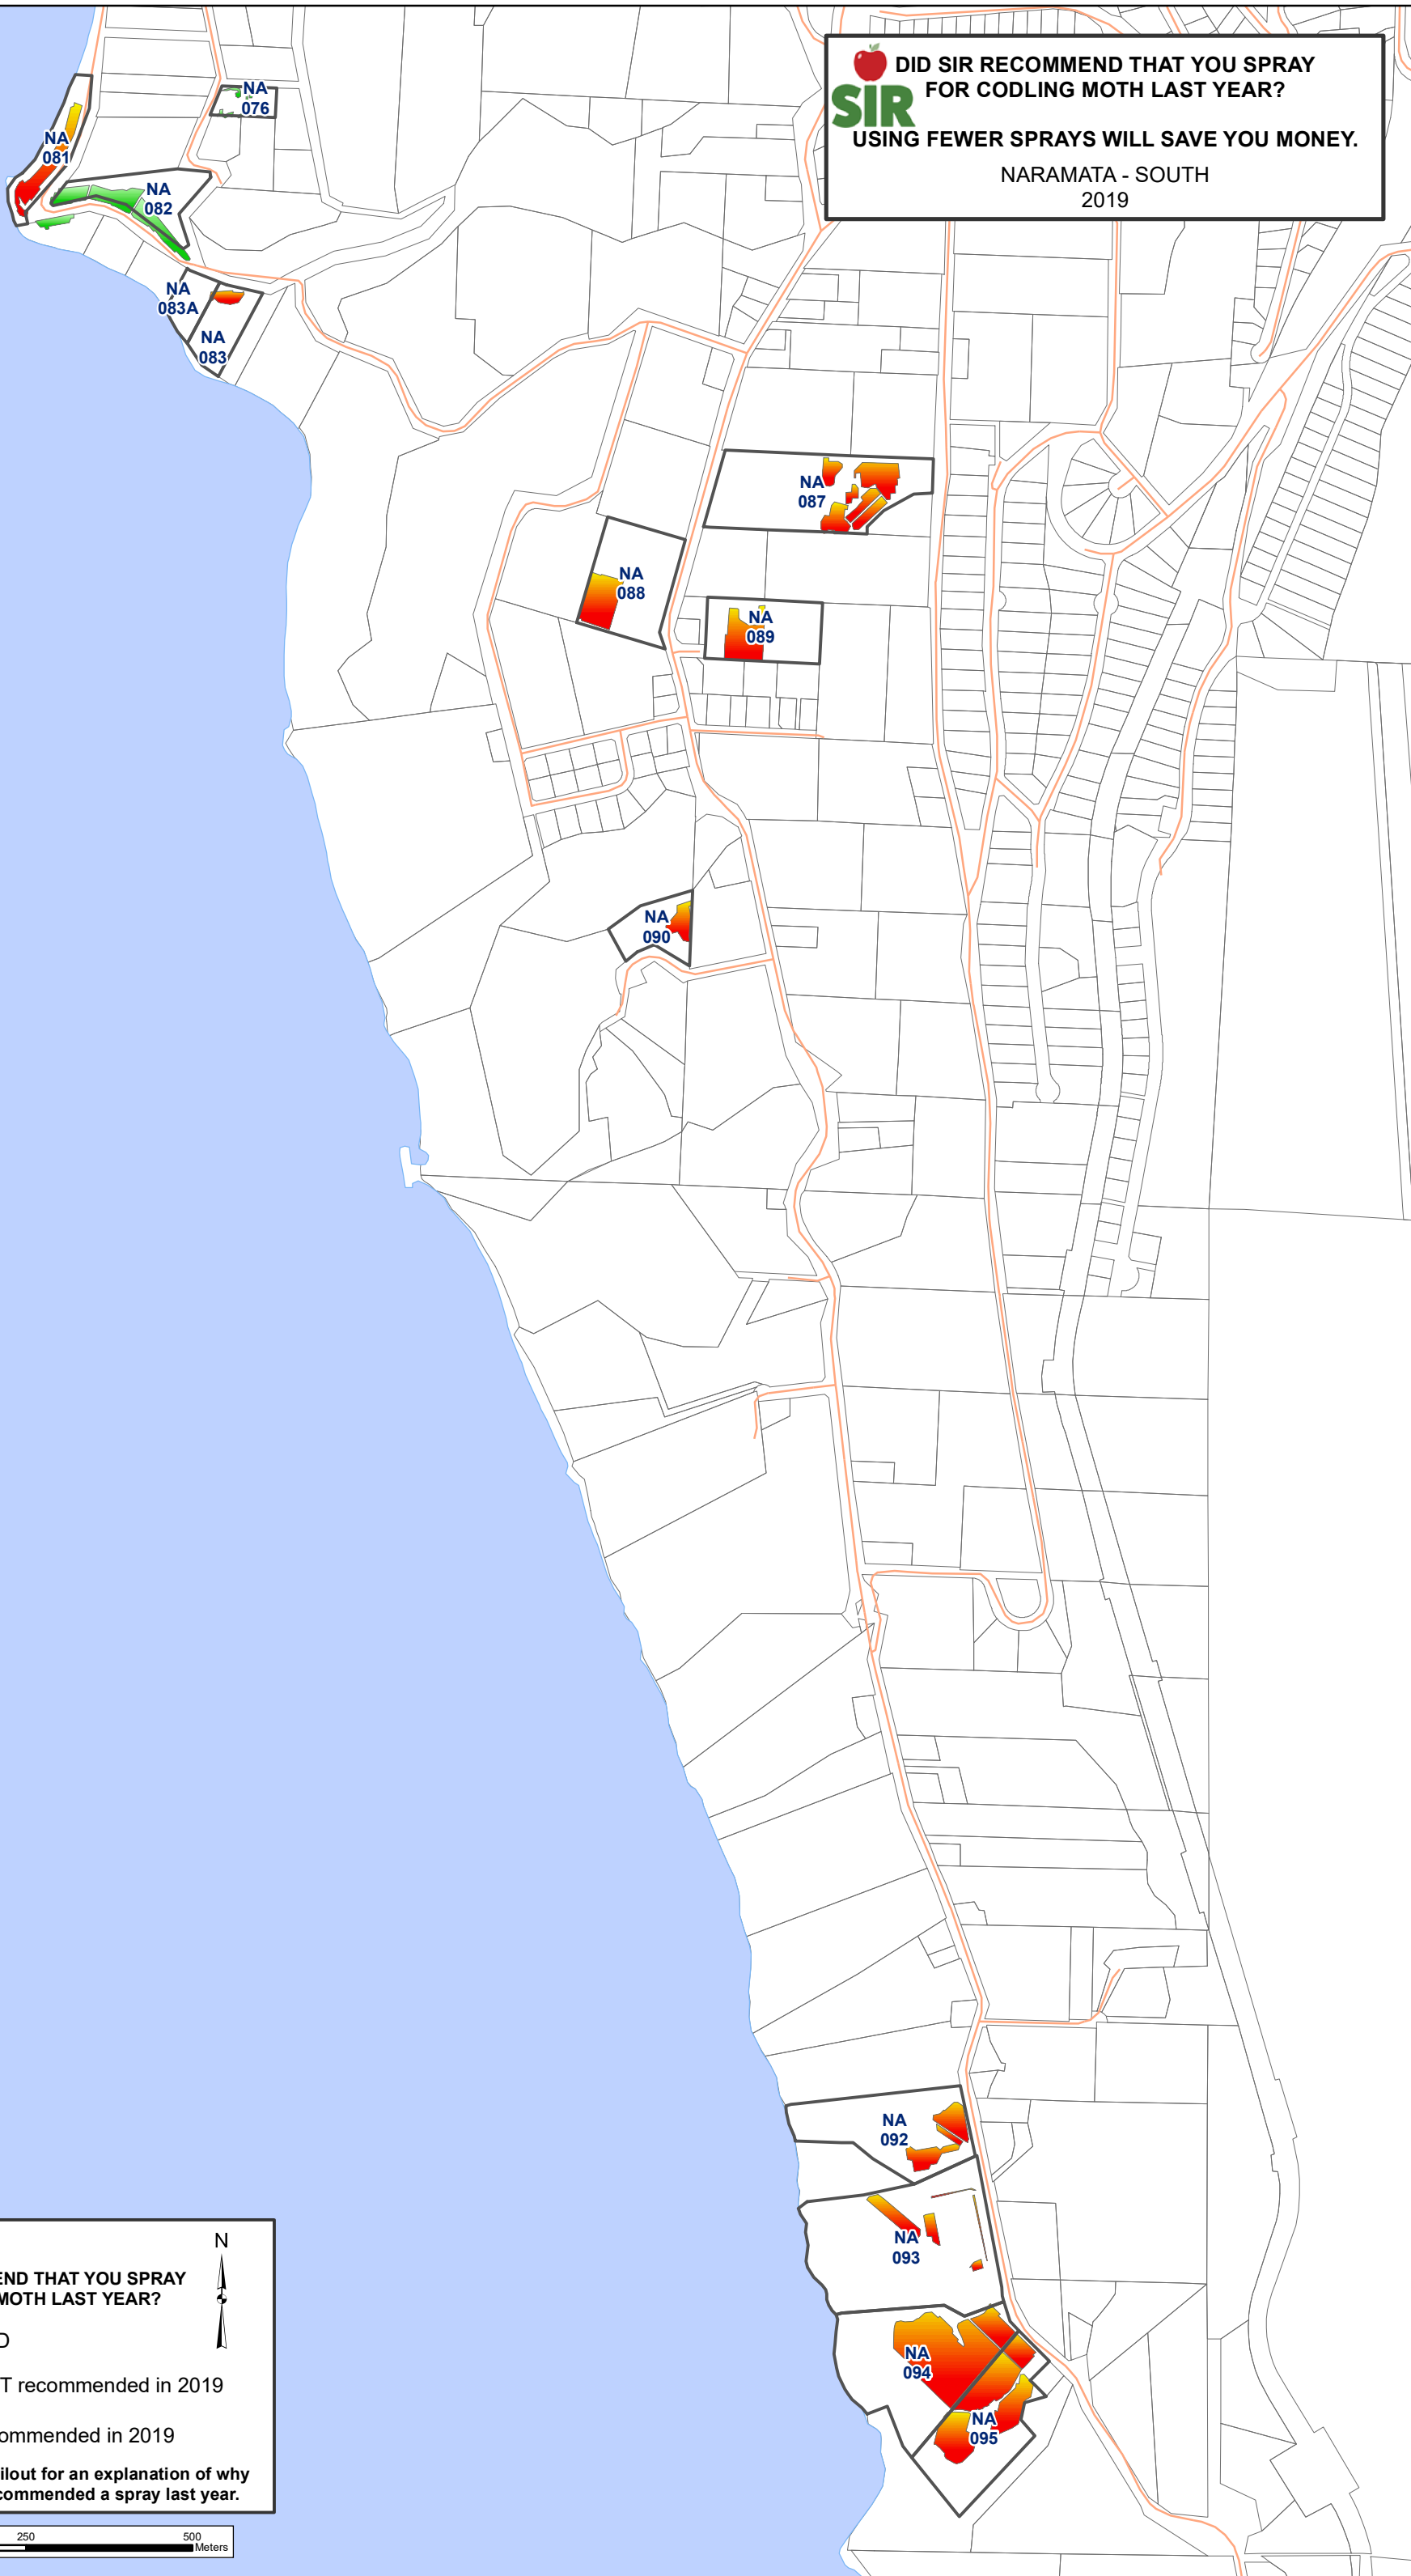 DID SIR RECOMMEND THAT YOU SPRAY
FOR CODLING MOTH LAST YEAR?
SIR
USING FEWER SPRAYS WILL SAVE YOU MONEY.
NARAMATA - SOUTH
2019
NA
076
NA
081
NA
082
NA
083A
NA
083
NA
087
NA
088
NA
089
NA
090
NA
092
NA
093
NA
094
NA
095
N
END THAT YOU SPRAY
MOTH LAST YEAR?
D
T recommended in 2019
ommended in 2019
ilout for an explanation of why
commended a spray last year.
250 500
Meters